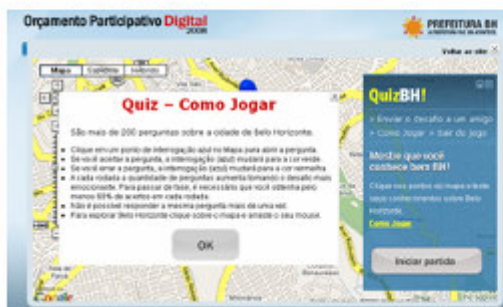 Orçamento Participativo Digital
2008
PREFEITURA BH
Voltar ao site
Mapa
Satélite
Híbrido
Quiz – Como Jogar
São mais de 200 perguntas sobre a cidade de Belo Horizonte.
Clique em um ponto de interrogação azul no Mapa para abrir a pergunta.
Se você acertar a pergunta, a interrogação (azul) mudará para a cor verde.
Se você errar a pergunta, a interrogação (azul) mudará para a cor vermelha
A cada rodada a quantidade de perguntas aumenta tornando o desafio mais
emocionante. Para passar de fase, é necessário que você obtenha pelo
menos 60% de acertos em cada rodada.
Não é possível responder a mesma pergunta mais de uma vez.
Para explorar Belo Horizonte clique sobre o mapa e arraste o seu mouse.
OK
QuizBH!
> Enviar o desafio a um amigo
> Como Jogar > Sair do jogo
Mostre que você
conhece bem BH!
Clique nos pontos do mapa e teste
seus conhecimentos sobre Belo
Horizonte.
Como Jogar
Iniciar partida
Google